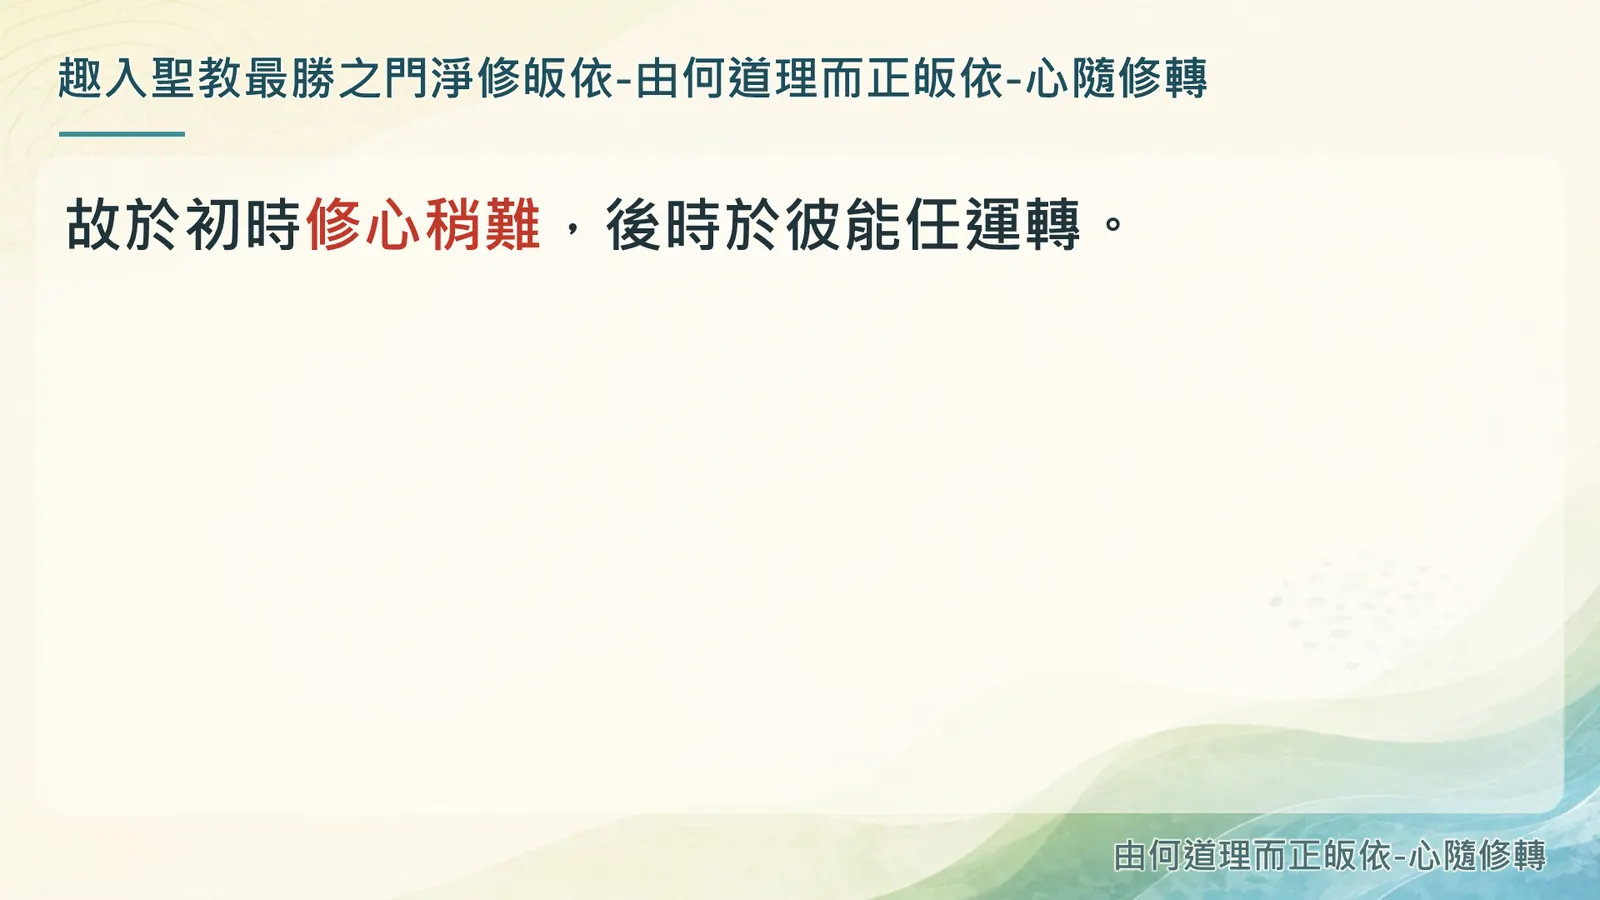 趣入聖教最勝之門淨修皈依-由何道理而正皈依-心隨修轉
故於初時修心稍難，後時於彼能任運轉。
由何道理而正皈依-心隨修轉